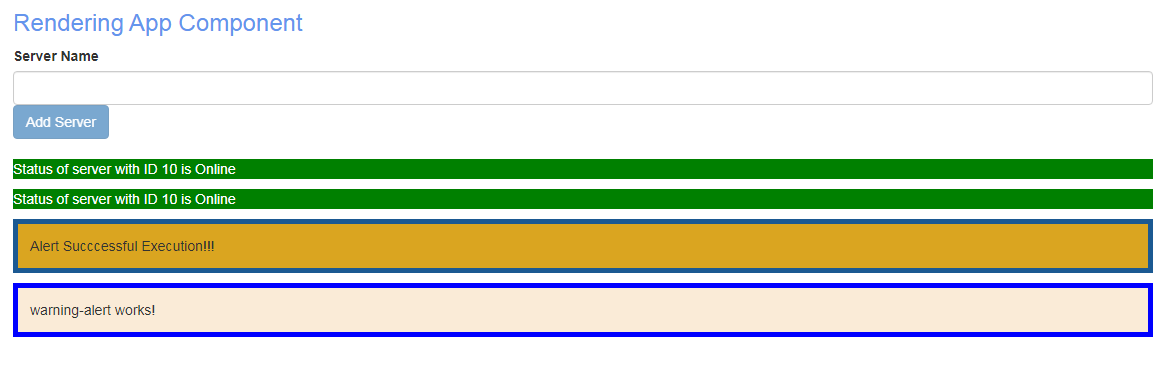 Rendering App Component
Server Name
Add Server
Status of server with ID 10 is Online
Status of server with ID 10 is Online
Alert Succcessful Execution!!!
warning-alert works!